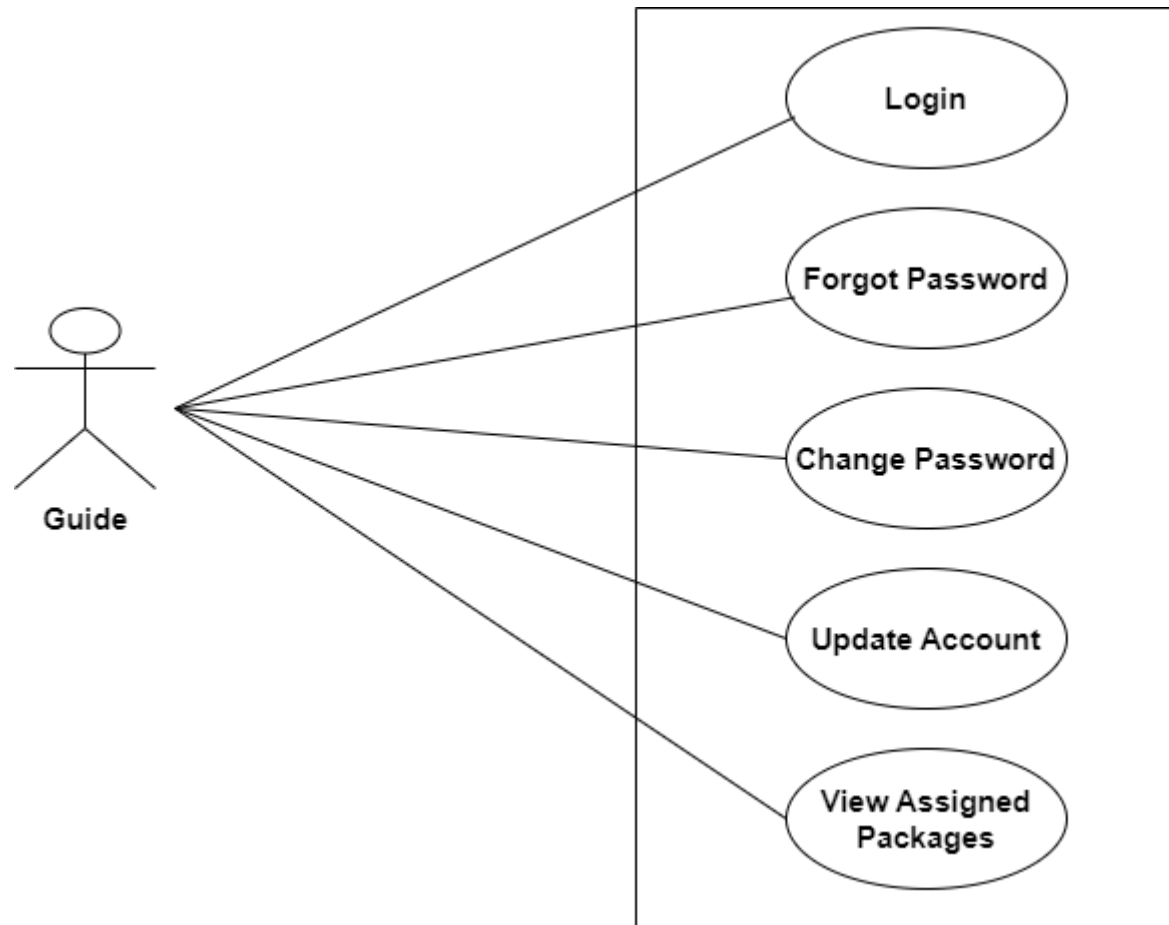 Login
Forgot Password
Change Password
Guide
Update Account
View Assigned
Packages